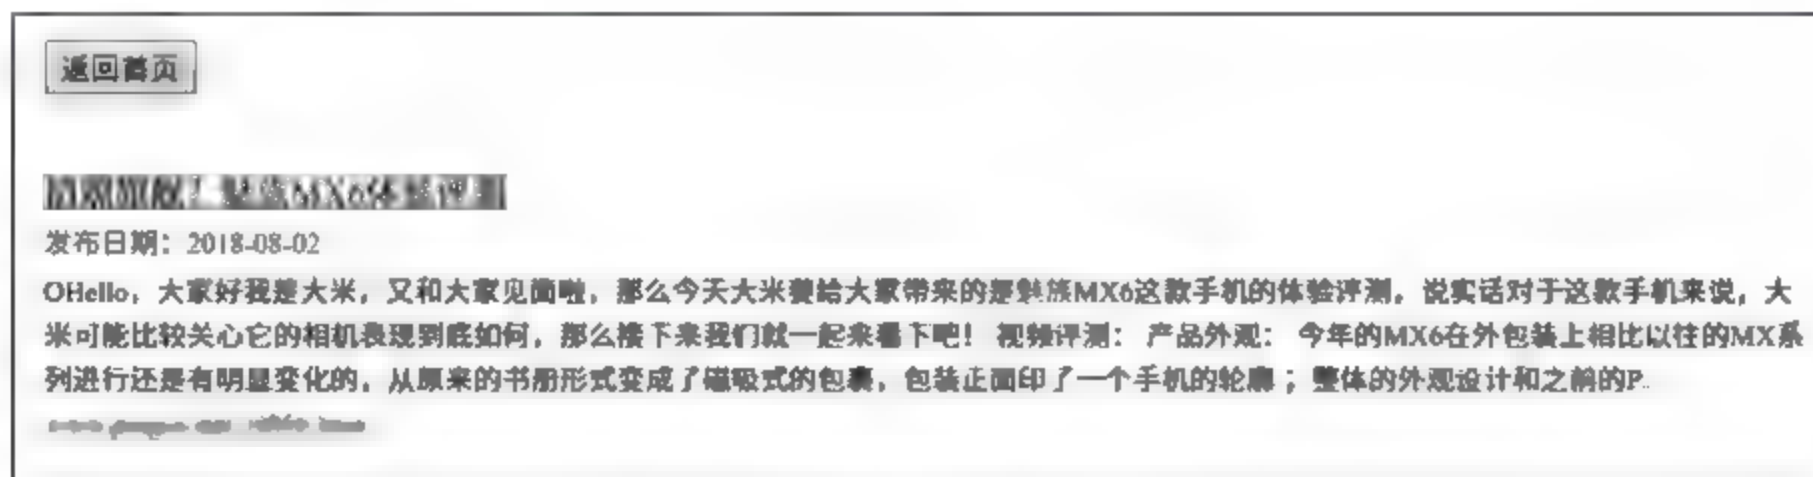 返回首页
MX6体验评测
发布日期：2018-08-02
OHello，大家好我是大米，又和大家见面啦，那么今天大米要给大家带来的是魅族MX6这款手机的体验评测，说实话对于这款手机来说，大
米可能比较关心它的相机表现到底如何，那么接下来我们就一起来看下吧！ 视频评测： 产品外观： 今年的MX6在外包装上相比以往的MX系
列进行还是有明显变化的，从原来的书册形式变成了磁吸式的包裹，包装正面印了一个手机的轮廓；整体的外观设计和之前的P..